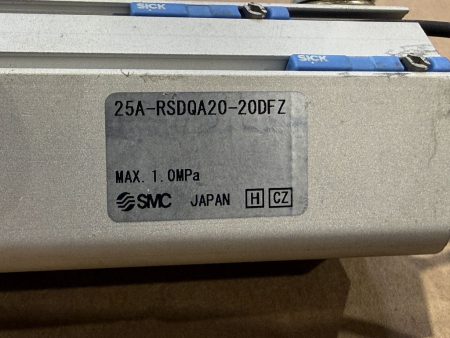 SICK
SICK
25A-RSDQA20-20DFZ
MAX. 1.0MPa
SMC JAPAN H CZ